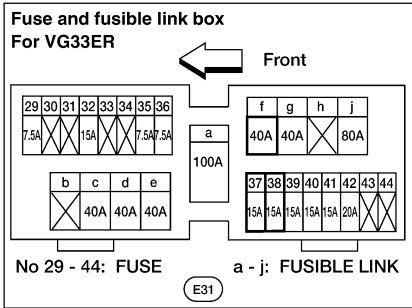 Fuse and fusible link box
For VG33ER
Front
29 30 31 32 33 34 35 36
7.5A 15A 7.5A 7.5A
a
100A
b c d e
40A 40A 40A
f g h j
40A 40A 80A
37 38 39 40 41 42 43 44
15A 15A 15A 15A 15A 20A
No 29 - 44: FUSE
a - j: FUSIBLE LINK
E31